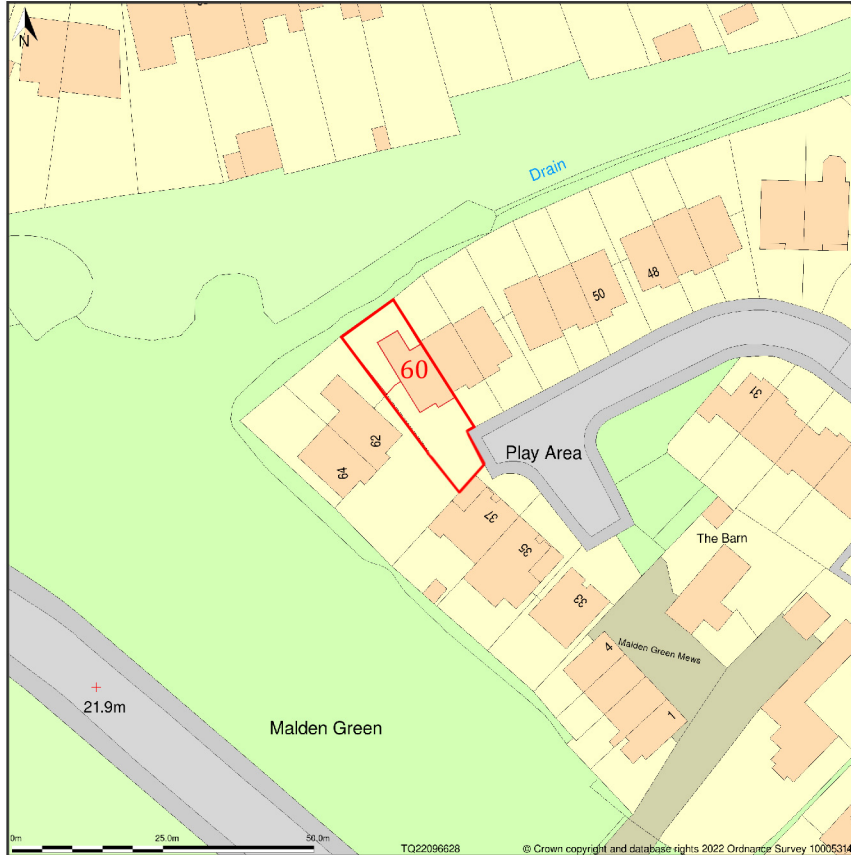 N
Drain
48
50
60
31
Play Area
62
64
37
35
The Barn
33
4
Malden Green Mews
1
21.9m
Malden Green
0m 25.0m 50.0m
TQ22096628
© Crown copyright and database rights 2022 Ordnance Survey 10005314